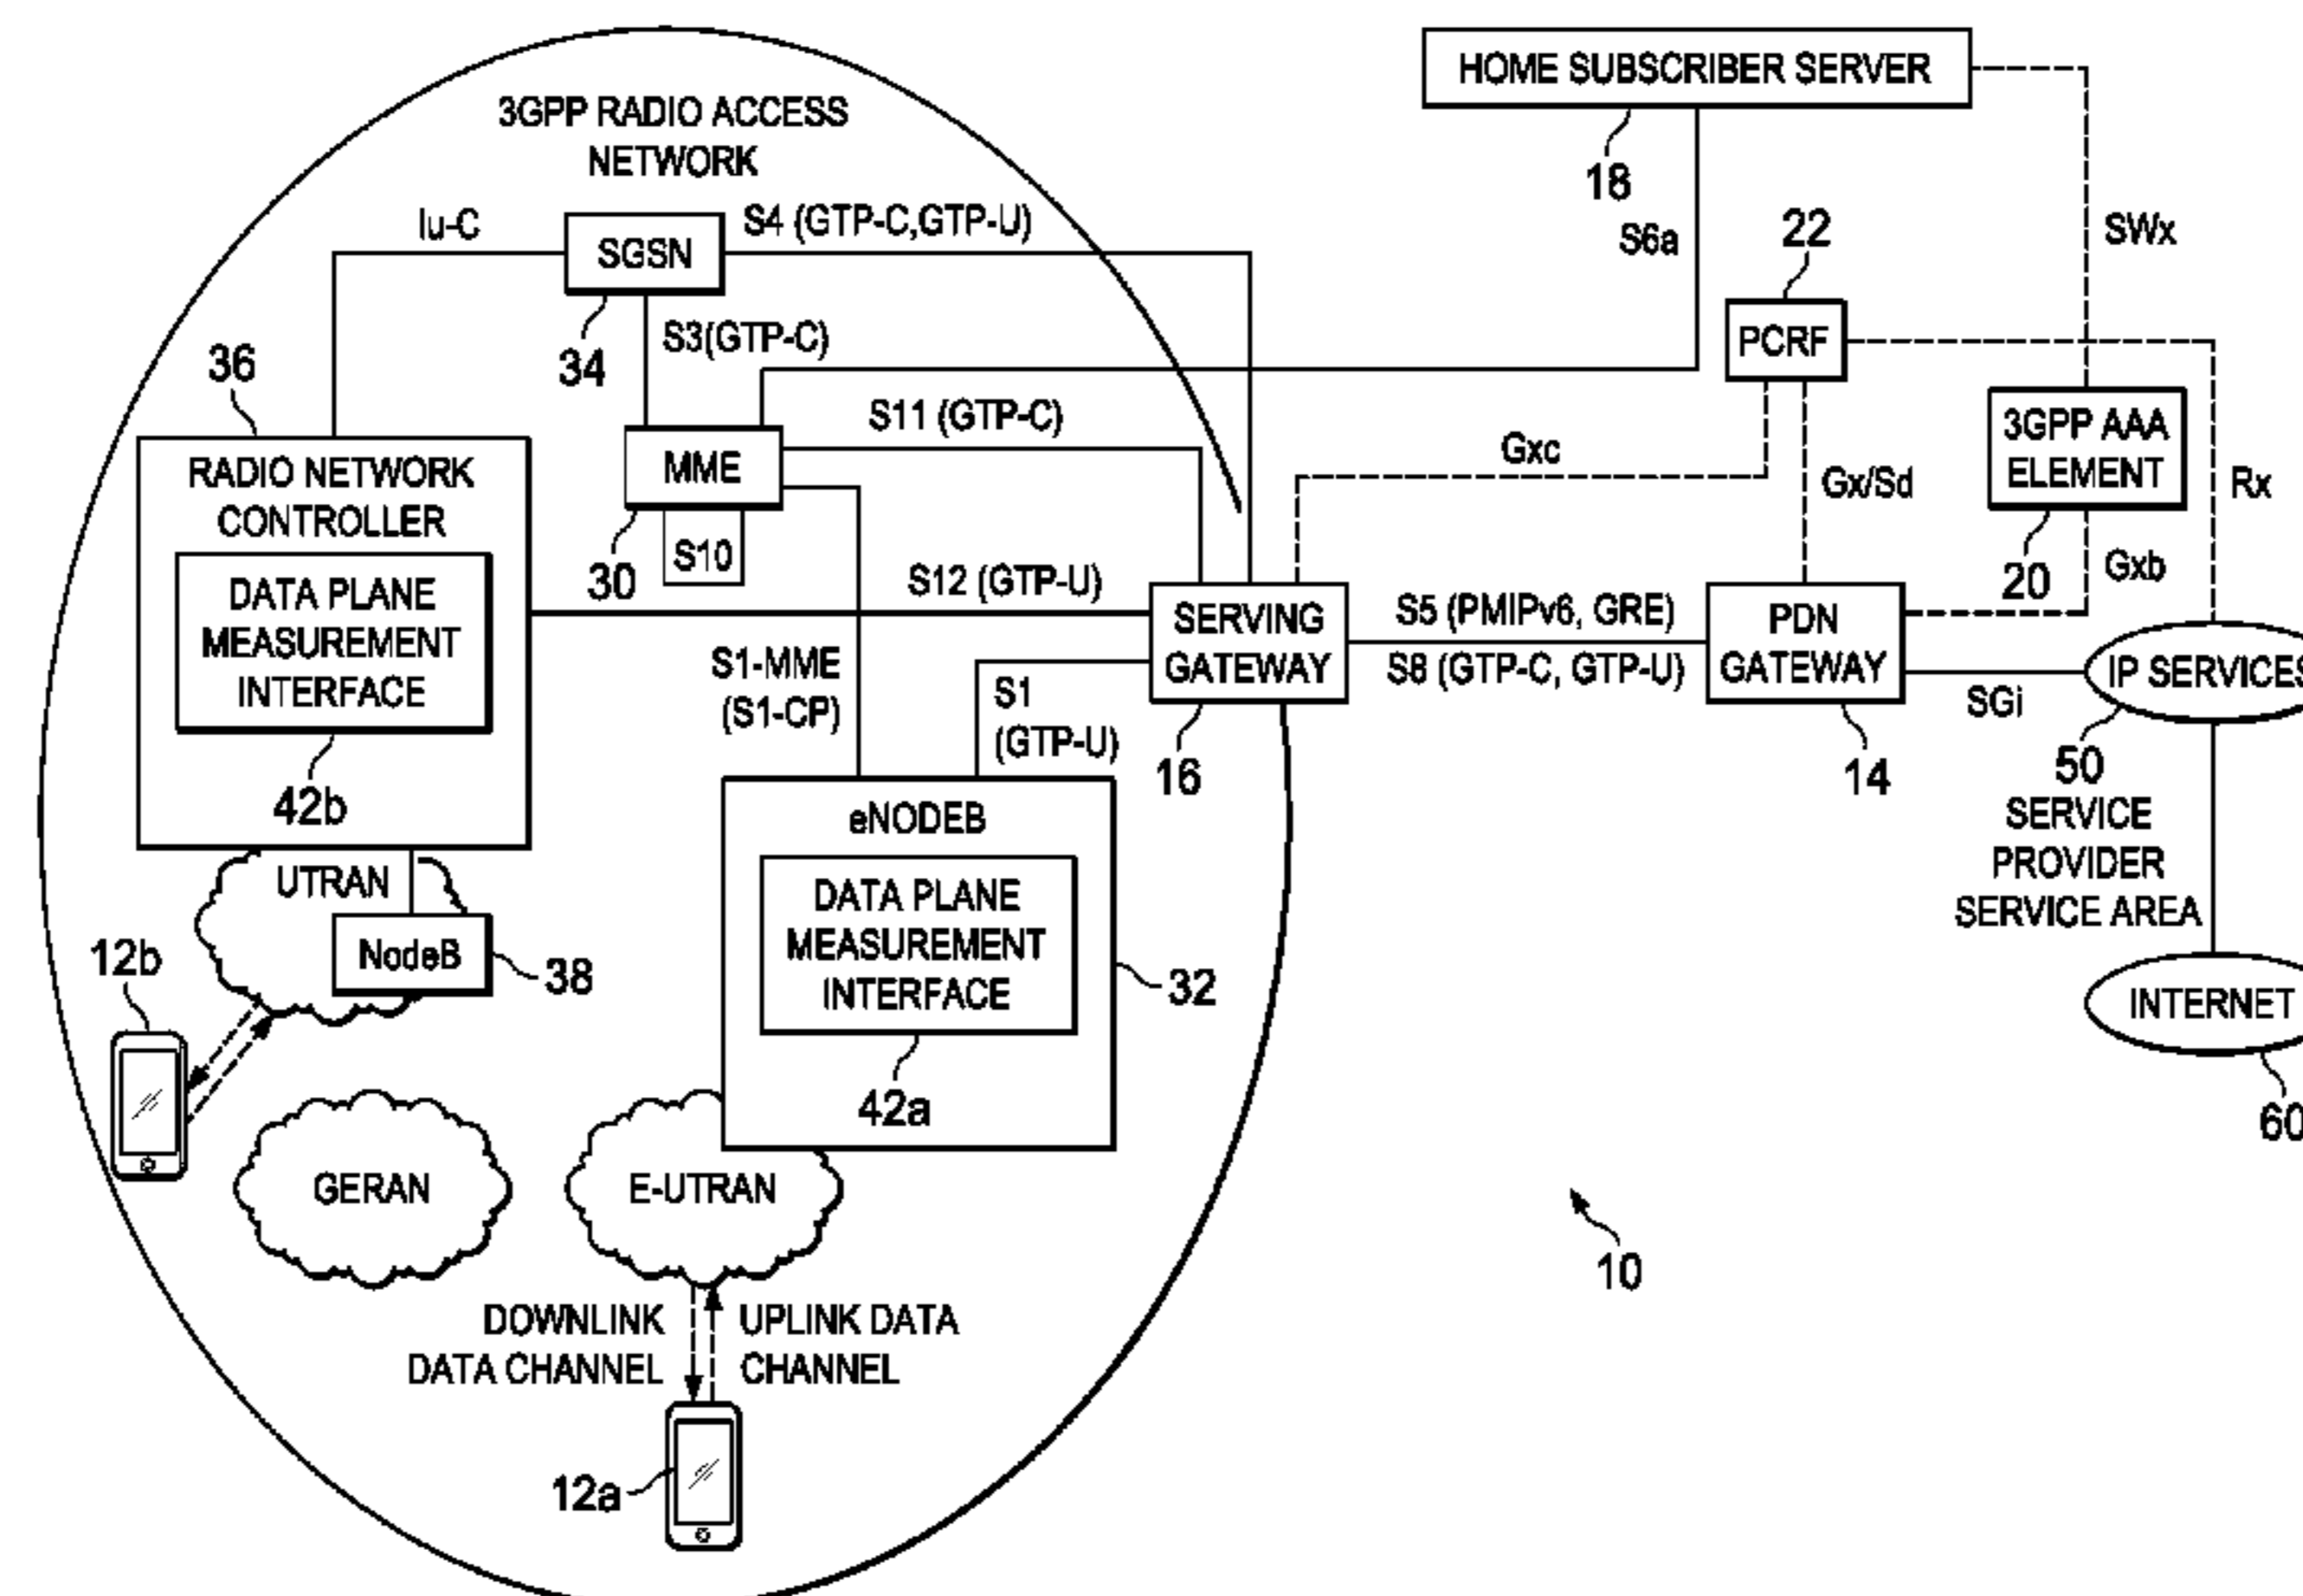 HOME SUBSCRIBER SERVER
18
3GPP RADIO ACCESS
NETWORK
Iu-C
SGSN
34
S4 (GTP-C,GTP-U)
S6a
22
SWx
S3(GTP-C)
PCRF
36
RADIO NETWORK
CONTROLLER
DATA PLANE
MEASUREMENT
INTERFACE
42b
MME
30
S10
S11 (GTP-C)
Gxc
Gx/Sd
3GPP AAA
ELEMENT
20
Rx
Gxb
S12 (GTP-U)
S1-MME
(S1-CP)
S1
(GTP-U)
SERVING
GATEWAY
16
S5 (PMIPv6, GRE)
S8 (GTP-C, GTP-U)
PDN
GATEWAY
14
SGi
IP SERVICES
50
SERVICE
PROVIDER
SERVICE AREA
INTERNET
60
eNODEB
DATA PLANE
MEASUREMENT
INTERFACE
42a
32
UTRAN
NodeB
38
12b
GERAN
E-UTRAN
DOWNLINK
DATA CHANNEL
UPLINK DATA
CHANNEL
12a
10